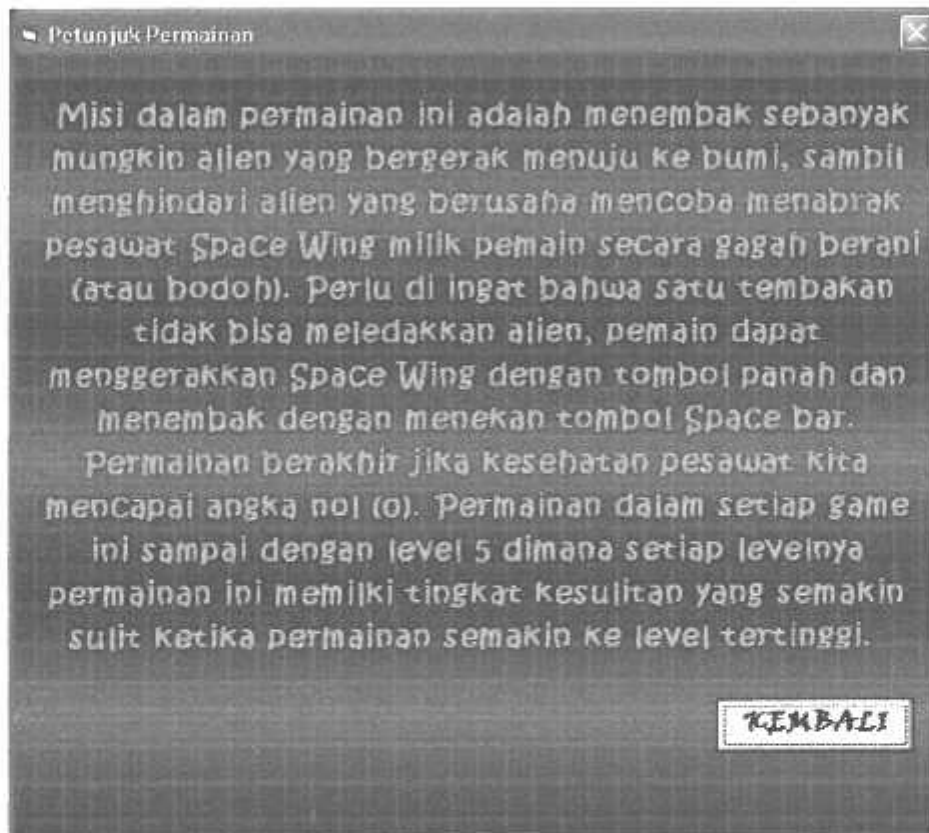 Petunjuk Permainan
Misi dalam permainan ini adalah menembak sebanyak
mungkin alien yang bergerak menuju ke bumi, sambil
menghindari alien yang berusaha mencoba menabrak
pesawat Space Wing milik pemain secara gagah berani
(atau bodoh). Perlu di ingat bahwa satu tembakan
tidak bisa meledakkan alien, pemain dapat
menggerakkan Space Wing dengan tombol panah dan
menembak dengan menekan tombol Space bar.
Permainan berakhir jika kesehatan pesawat kita
mencapai angka nol (0). Permainan dalam setiap game
ini sampai dengan level 5 dimana setiap levelnya
permainan ini memilki tingkat kesulitan yang semakin
sulit ketika permainan semakin ke level tertinggi.
KEMBALI